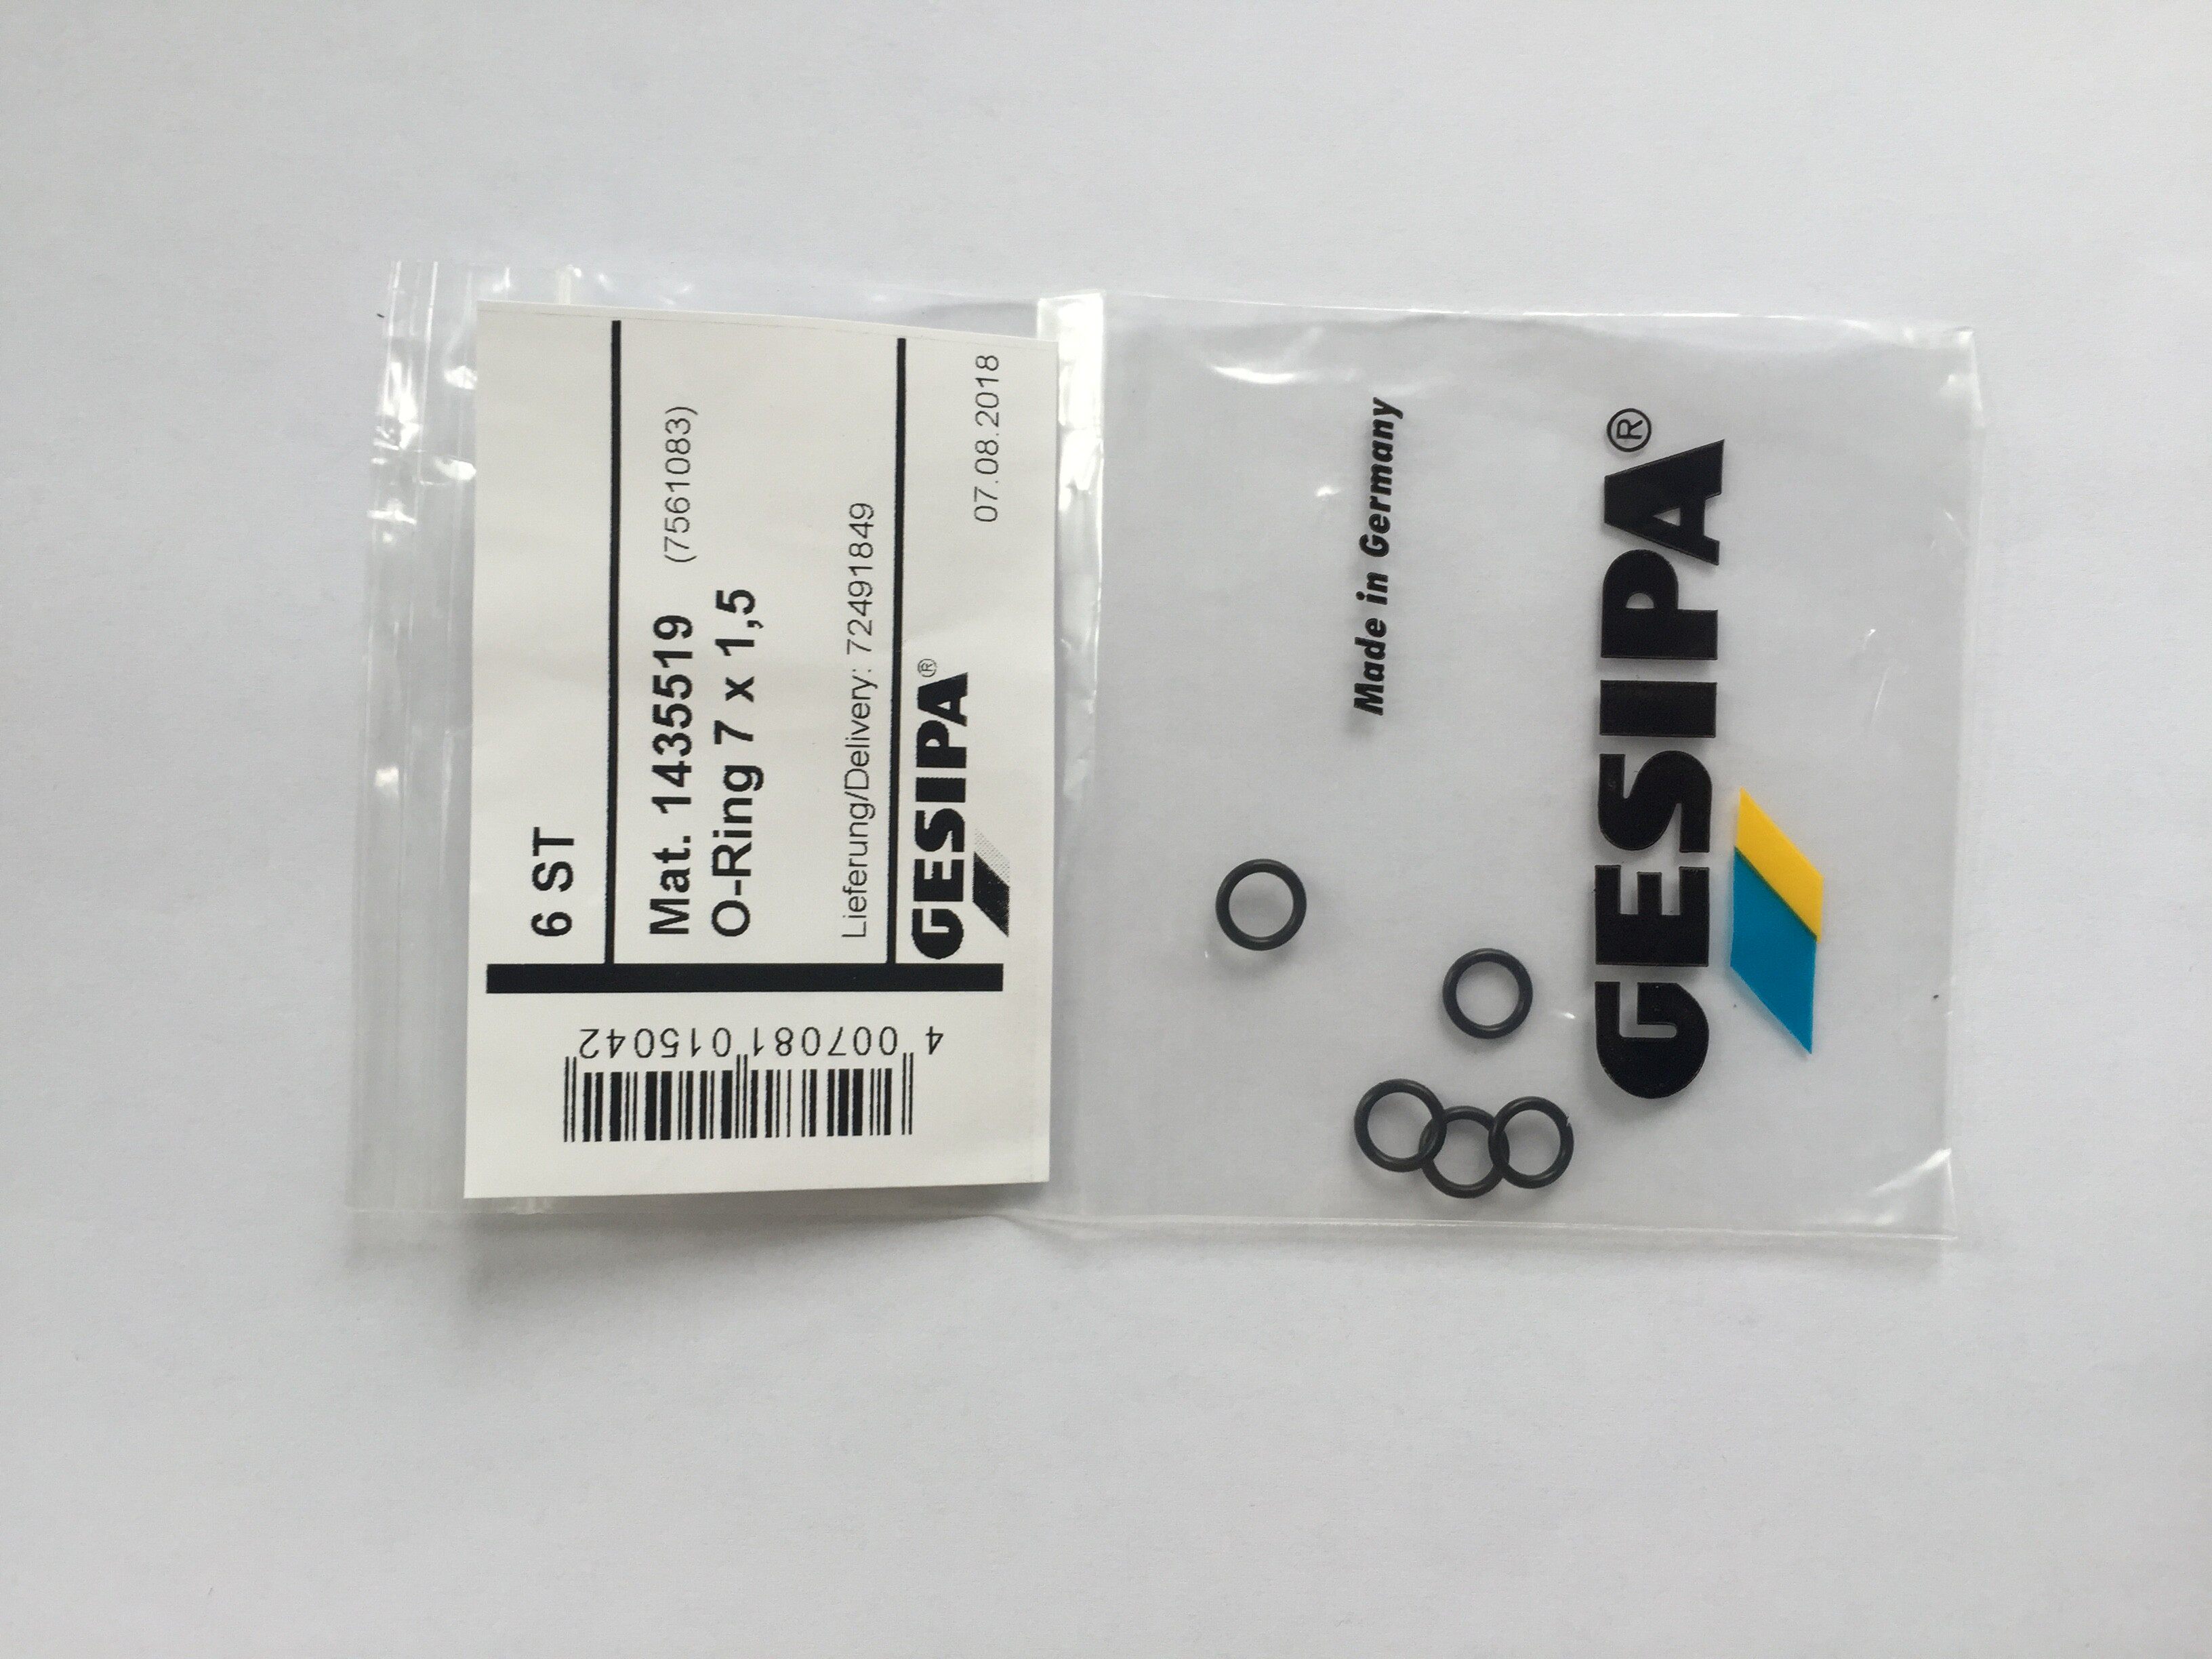 6 ST
Mat. 1435519 (7561083)
O-Ring 7 x 1,5
Lieferung/Delivery: 72491849
GESIPA®
07.08.2018
4 007081 015042
Made in Germany
GESIPA®